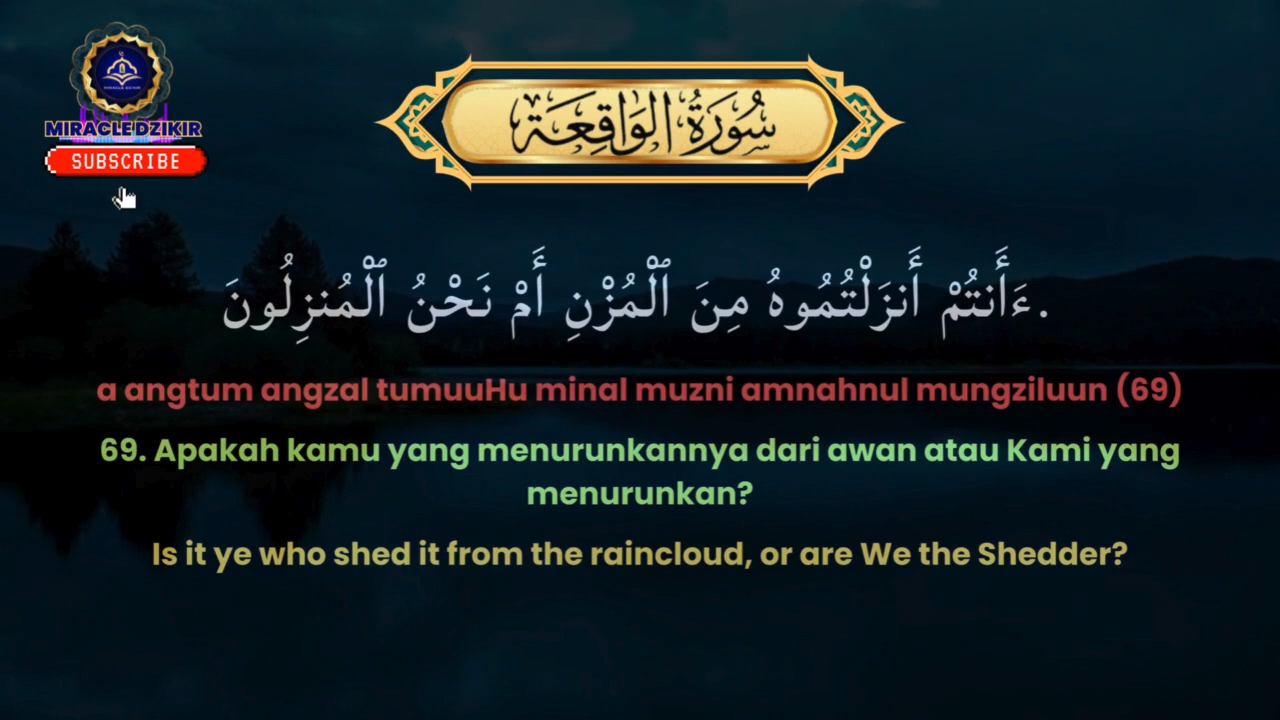 MIRACLE DZIKIR
SUBSCRIBE
سُورَةُ الوَاقِعَة
ءَأَنتُمْ أَنزَلْتُمُوهُ مِنَ ٱلْمُزْنِ أَمْ نَحْنُ ٱلْمُنزِلُونَ.
a angtum angzal tumuuHu minal muzni amnahnul mungziluun (69)
69. Apakah kamu yang menurunkannya dari awan atau Kami yang
menurunkan?
Is it ye who shed it from the raincloud, or are We the Shedder?